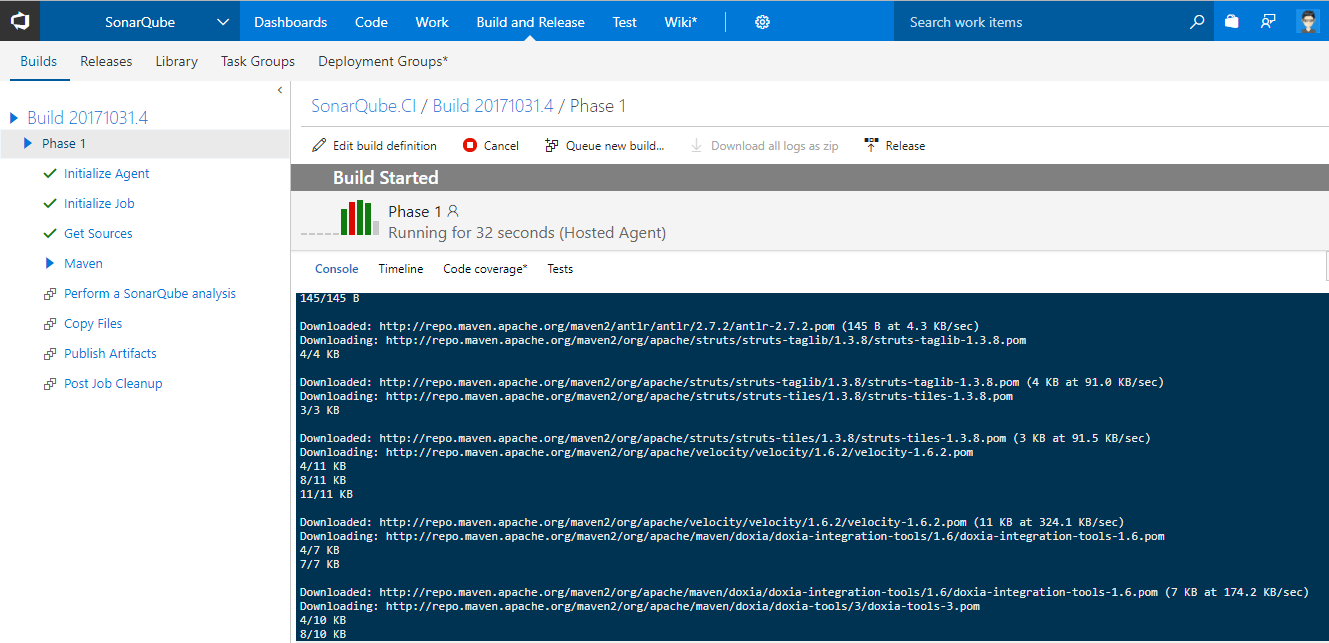 SonarQube Dashboards Code Work Build and Release Test Wiki* Search work items
Builds Releases Library Task Groups Deployment Groups*
Build 20171031.4
Phase 1
Initialize Agent
Initialize Job
Get Sources
Maven
Perform a SonarQube analysis
Copy Files
Publish Artifacts
Post Job Cleanup
SonarQube.CI / Build 20171031.4 / Phase 1
Edit build definition Cancel Queue new build... Download all logs as zip Release
Build Started
Phase 1
Running for 32 seconds (Hosted Agent)
Console Timeline Code coverage* Tests
145/145 B
Downloaded: http://repo.maven.apache.org/maven2/antlr/antlr/2.7.2/antlr-2.7.2.pom (145 B at 4.3 KB/sec)
Downloading: http://repo.maven.apache.org/maven2/org/apache/struts/struts-taglib/1.3.8/struts-taglib-1.3.8.pom
4/4 KB
Downloaded: http://repo.maven.apache.org/maven2/org/apache/struts/struts-taglib/1.3.8/struts-taglib-1.3.8.pom (4 KB at 91.0 KB/sec)
Downloading: http://repo.maven.apache.org/maven2/org/apache/struts/struts-tiles/1.3.8/struts-tiles-1.3.8.pom
3/3 KB
Downloaded: http://repo.maven.apache.org/maven2/org/apache/struts/struts-tiles/1.3.8/struts-tiles-1.3.8.pom (3 KB at 91.5 KB/sec)
Downloading: http://repo.maven.apache.org/maven2/org/apache/velocity/velocity/1.6.2/velocity-1.6.2.pom
4/11 KB
8/11 KB
11/11 KB
Downloaded: http://repo.maven.apache.org/maven2/org/apache/velocity/velocity/1.6.2/velocity-1.6.2.pom (11 KB at 324.1 KB/sec)
Downloading: http://repo.maven.apache.org/maven2/org/apache/maven/doxia/doxia-integration-tools/1.6/doxia-integration-tools-1.6.pom
4/7 KB
7/7 KB
Downloaded: http://repo.maven.apache.org/maven2/org/apache/maven/doxia/doxia-integration-tools/1.6/doxia-integration-tools-1.6.pom (7 KB at 174.2 KB/sec)
Downloading: http://repo.maven.apache.org/maven2/org/apache/maven/doxia/doxia-tools/3/doxia-tools-3.pom
4/10 KB
8/10 KB